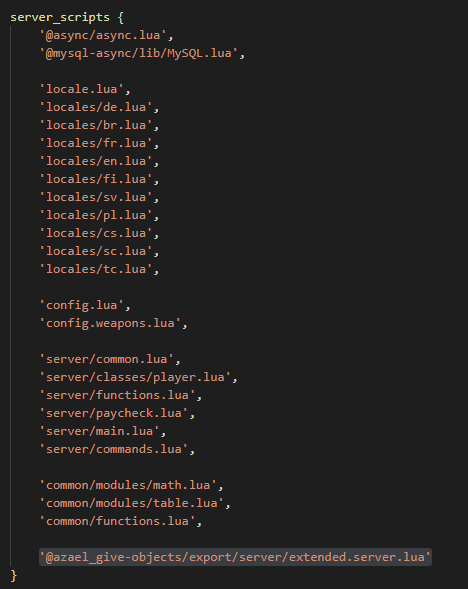 server_scripts {
'@async/async.lua',
'@mysql-async/lib/MySQL.lua',
'locale.lua',
'locales/de.lua',
'locales/br.lua',
'locales/fr.lua',
'locales/en.lua',
'locales/fi.lua',
'locales/sv.lua',
'locales/pl.lua',
'locales/cs.lua',
'locales/sc.lua',
'locales/tc.lua',
'config.lua',
'config.weapons.lua',
'server/common.lua',
'server/classes/player.lua',
'server/functions.lua',
'server/paycheck.lua',
'server/main.lua',
'server/commands.lua',
'common/modules/math.lua',
'common/modules/table.lua',
'common/functions.lua',
'@azael_give-objects/export/server/extended.server.lua'
}